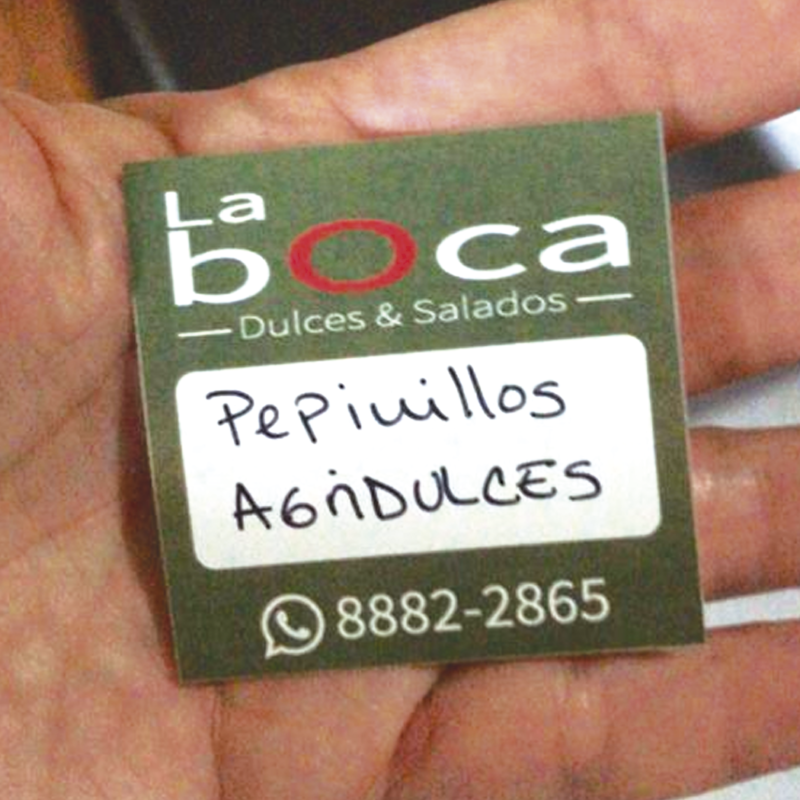 La
boca
Dulces & Salados
Pepinillos
AGriDULCES
8882-2865